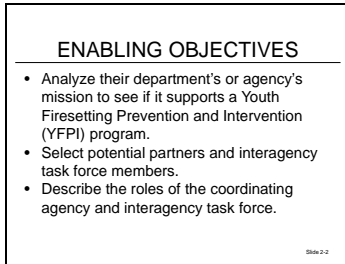 ENABLING OBJECTIVES
• Analyze their department's or agency's
mission to see if it supports a Youth
Firesetting Prevention and Intervention
(YFPI) program.
• Select potential partners and interagency
task force members.
• Describe the roles of the coordinating
agency and interagency task force.
Slide 2-2